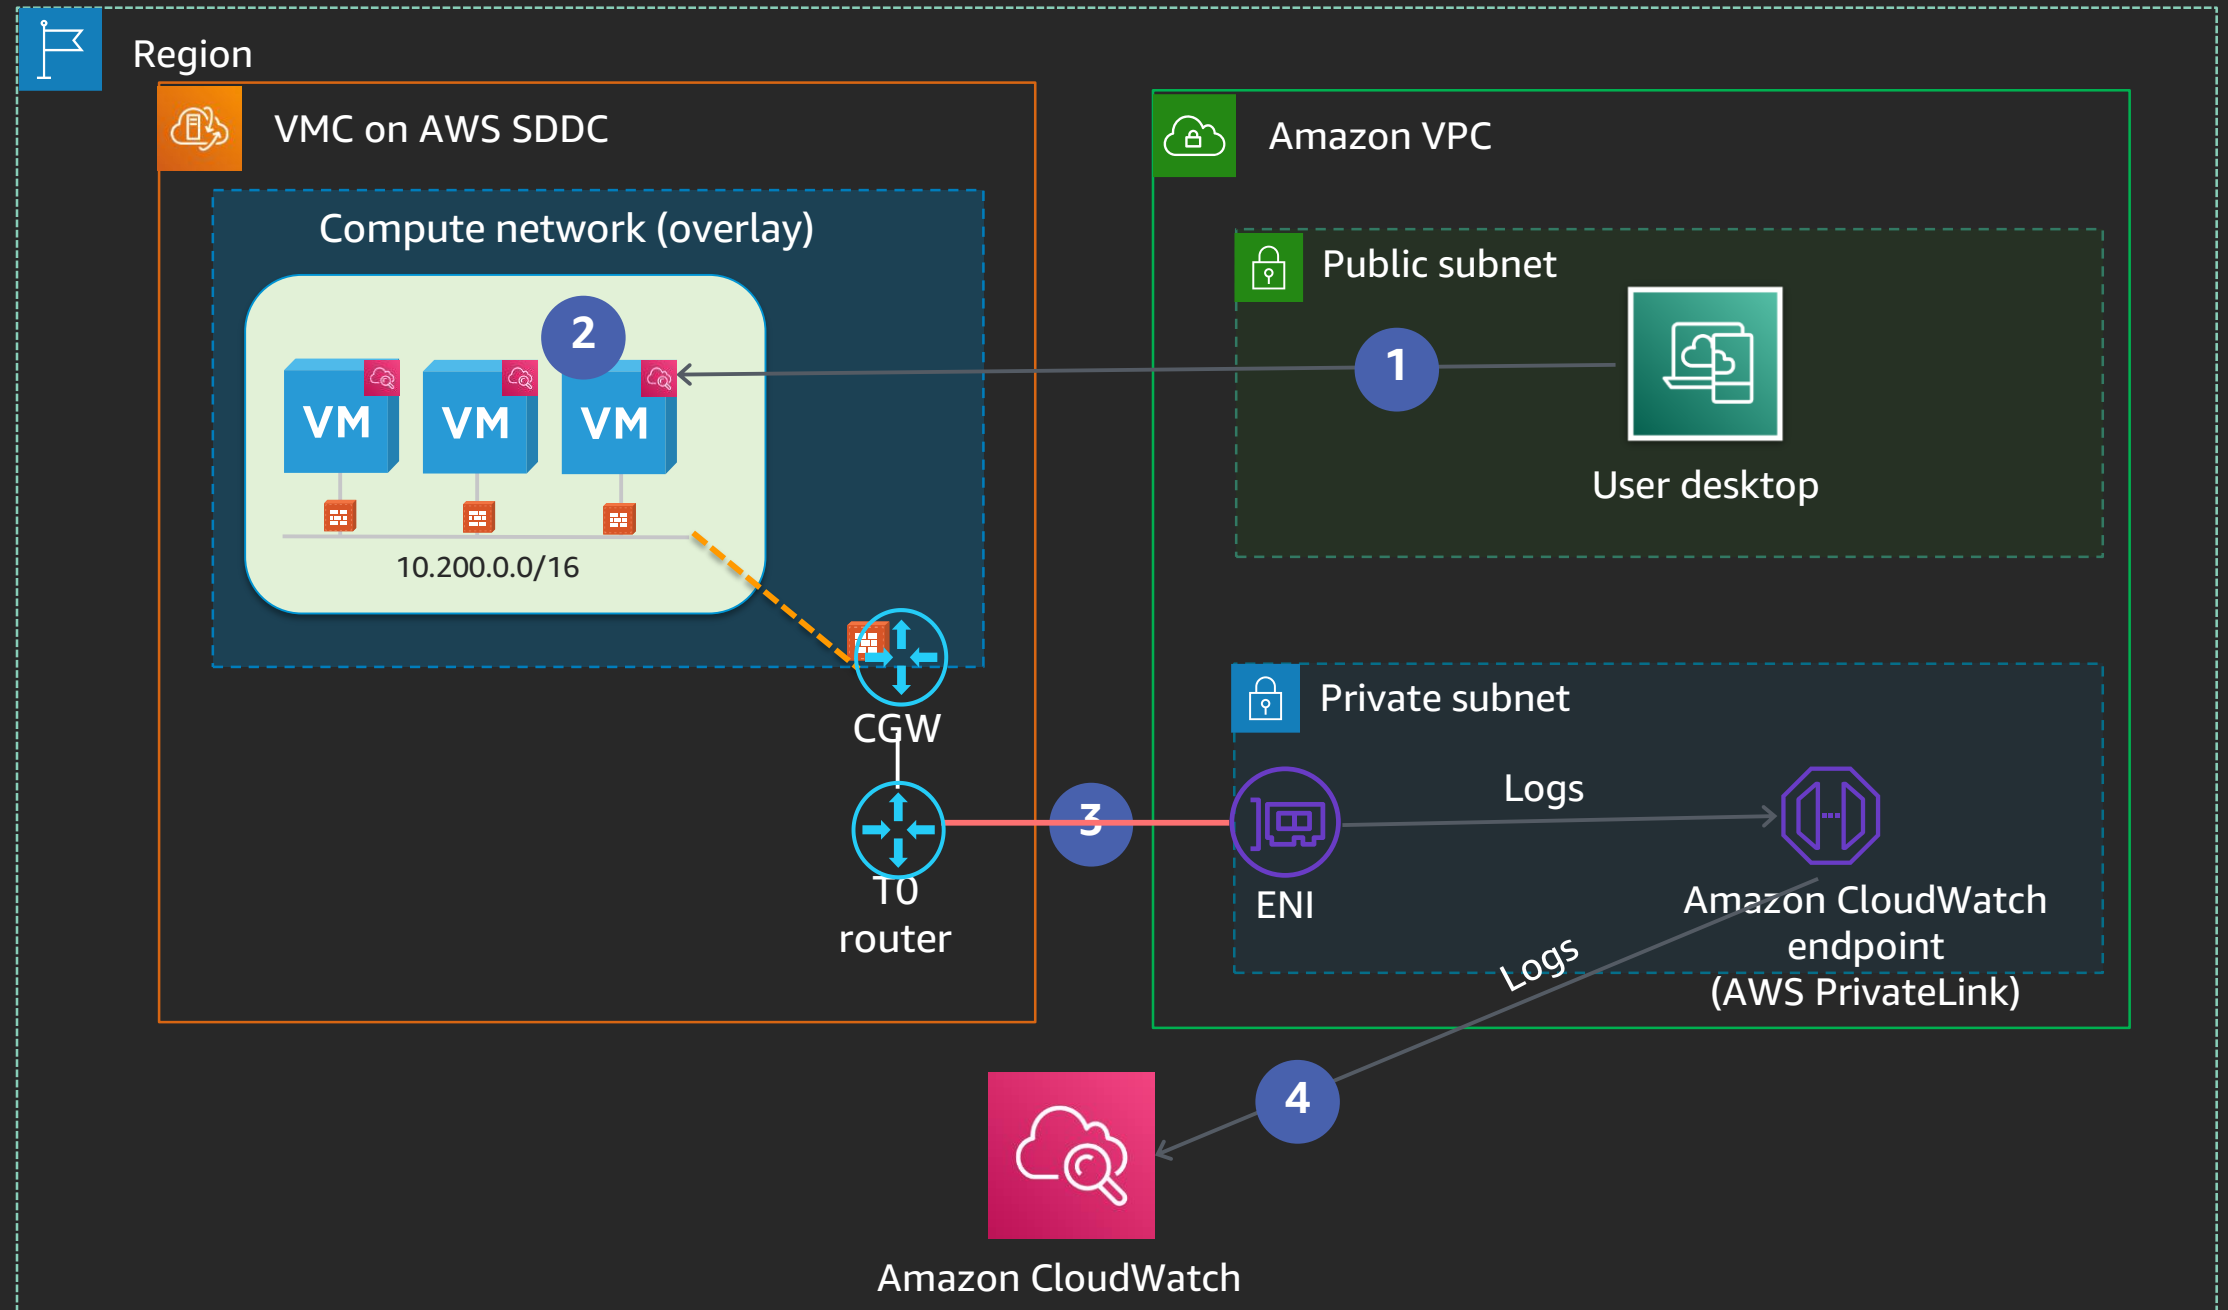 Region
VMC on AWS SDDC
Amazon VPC
Compute network (overlay)
Public subnet
2
1
VM
VM
VM
User desktop
10.200.0.0/16
Private subnet
CGW
Logs
3
T0
router
ENI
Amazon CloudWatch
endpoint
(AWS PrivateLink)
Logs
4
Amazon CloudWatch